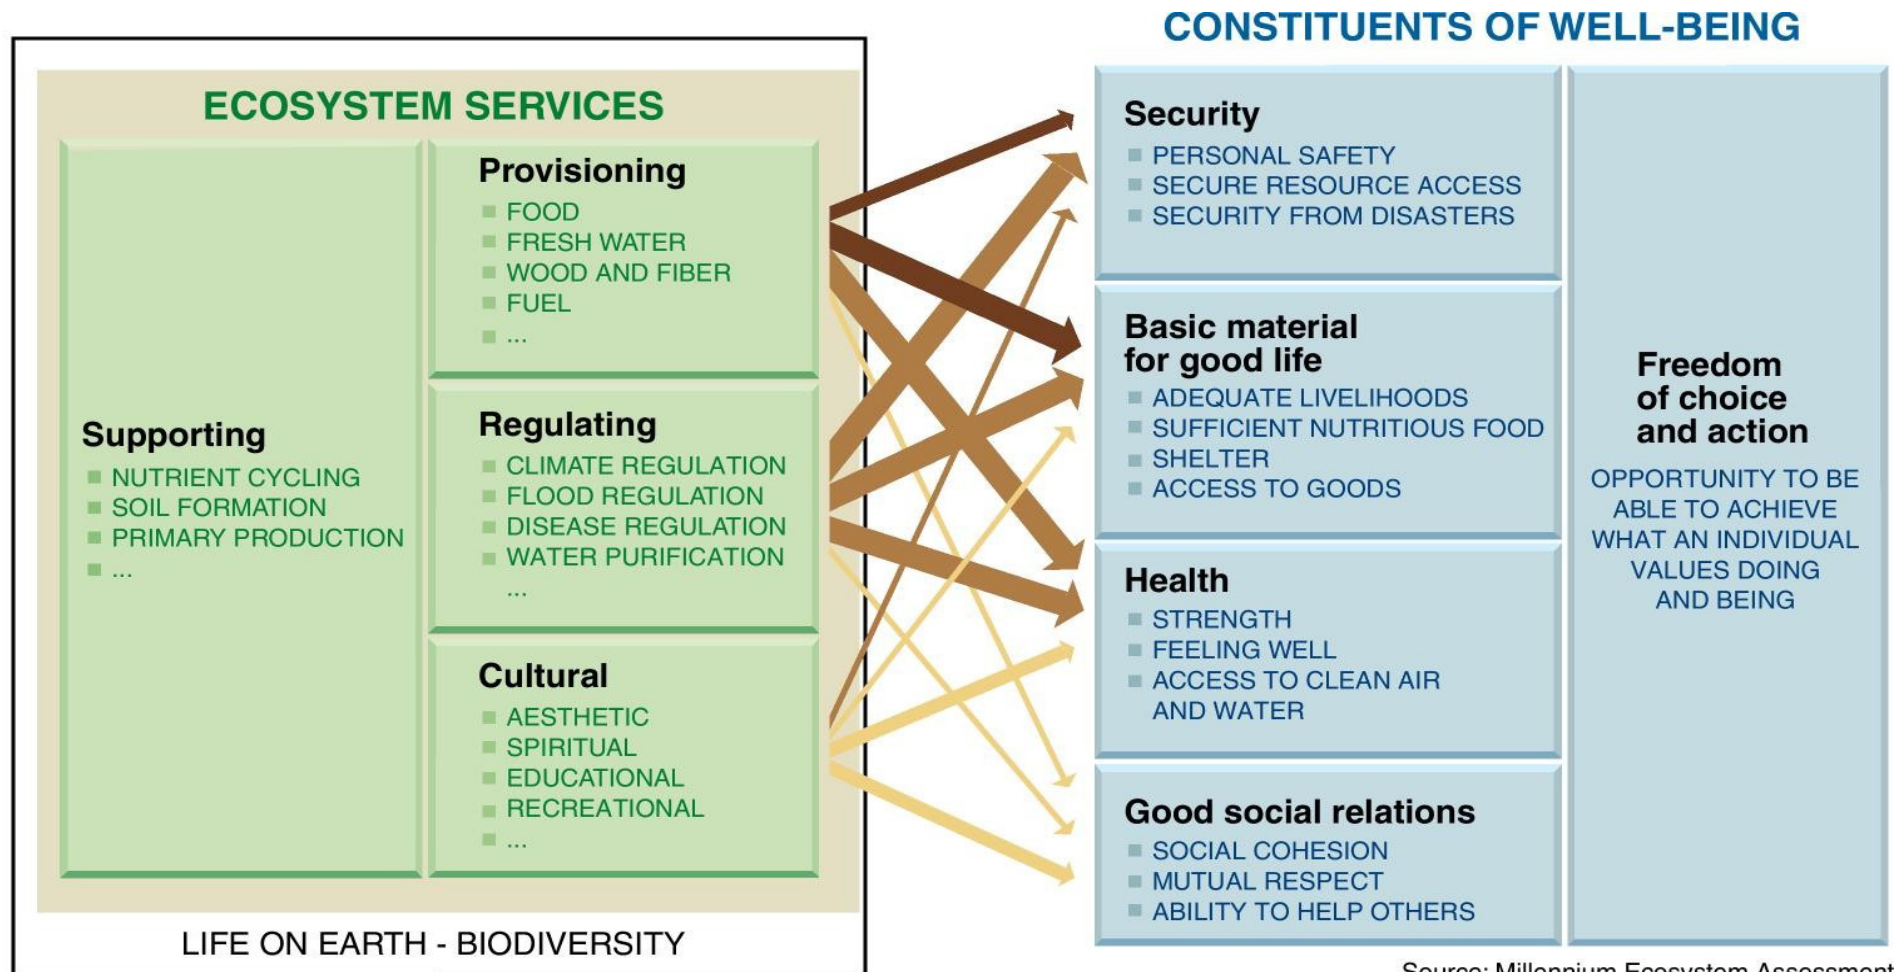 CONSTITUENTS OF WELL-BEING
ECOSYSTEM SERVICES
Supporting
NUTRIENT CYCLING
SOIL FORMATION
PRIMARY PRODUCTION
...
Provisioning
FOOD
FRESH WATER
WOOD AND FIBER
FUEL
...
Regulating
CLIMATE REGULATION
FLOOD REGULATION
DISEASE REGULATION
WATER PURIFICATION
...
Cultural
AESTHETIC
SPIRITUAL
EDUCATIONAL
RECREATIONAL
...
LIFE ON EARTH - BIODIVERSITY
Security
PERSONAL SAFETY
SECURE RESOURCE ACCESS
SECURITY FROM DISASTERS
Basic material
for good life
ADEQUATE LIVELIHOODS
SUFFICIENT NUTRITIOUS FOOD
SHELTER
ACCESS TO GOODS
Health
STRENGTH
FEELING WELL
ACCESS TO CLEAN AIR
AND WATER
Good social relations
SOCIAL COHESION
MUTUAL RESPECT
ABILITY TO HELP OTHERS
Freedom
of choice
and action
OPPORTUNITY TO BE
ABLE TO ACHIEVE
WHAT AN INDIVIDUAL
VALUES DOING
AND BEING
Source: Millennium Ecosystem Assessment